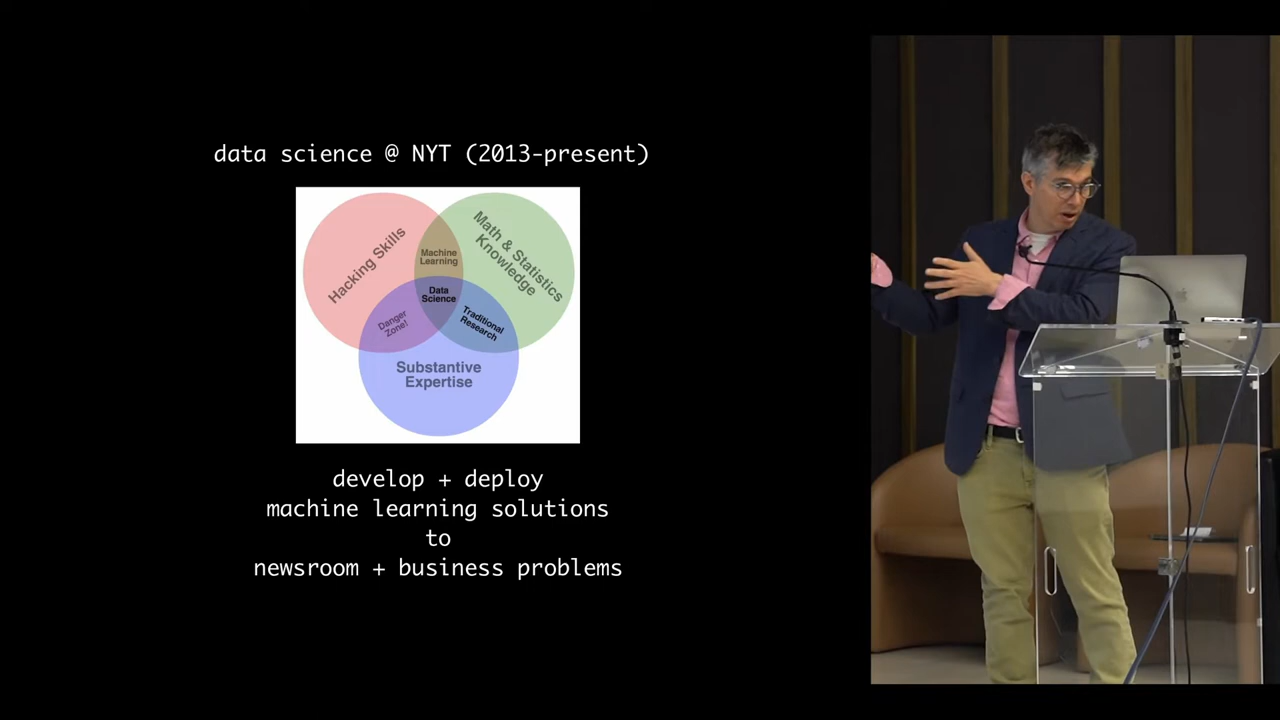 data science @ NYT (2013-present)
Hacking Skills
Math & Statistics
Knowledge
Machine
Learning
Data
Science
Danger
Zone!
Traditional
Research
Substantive
Expertise
develop + deploy
machine learning solutions
to
newsroom + business problems